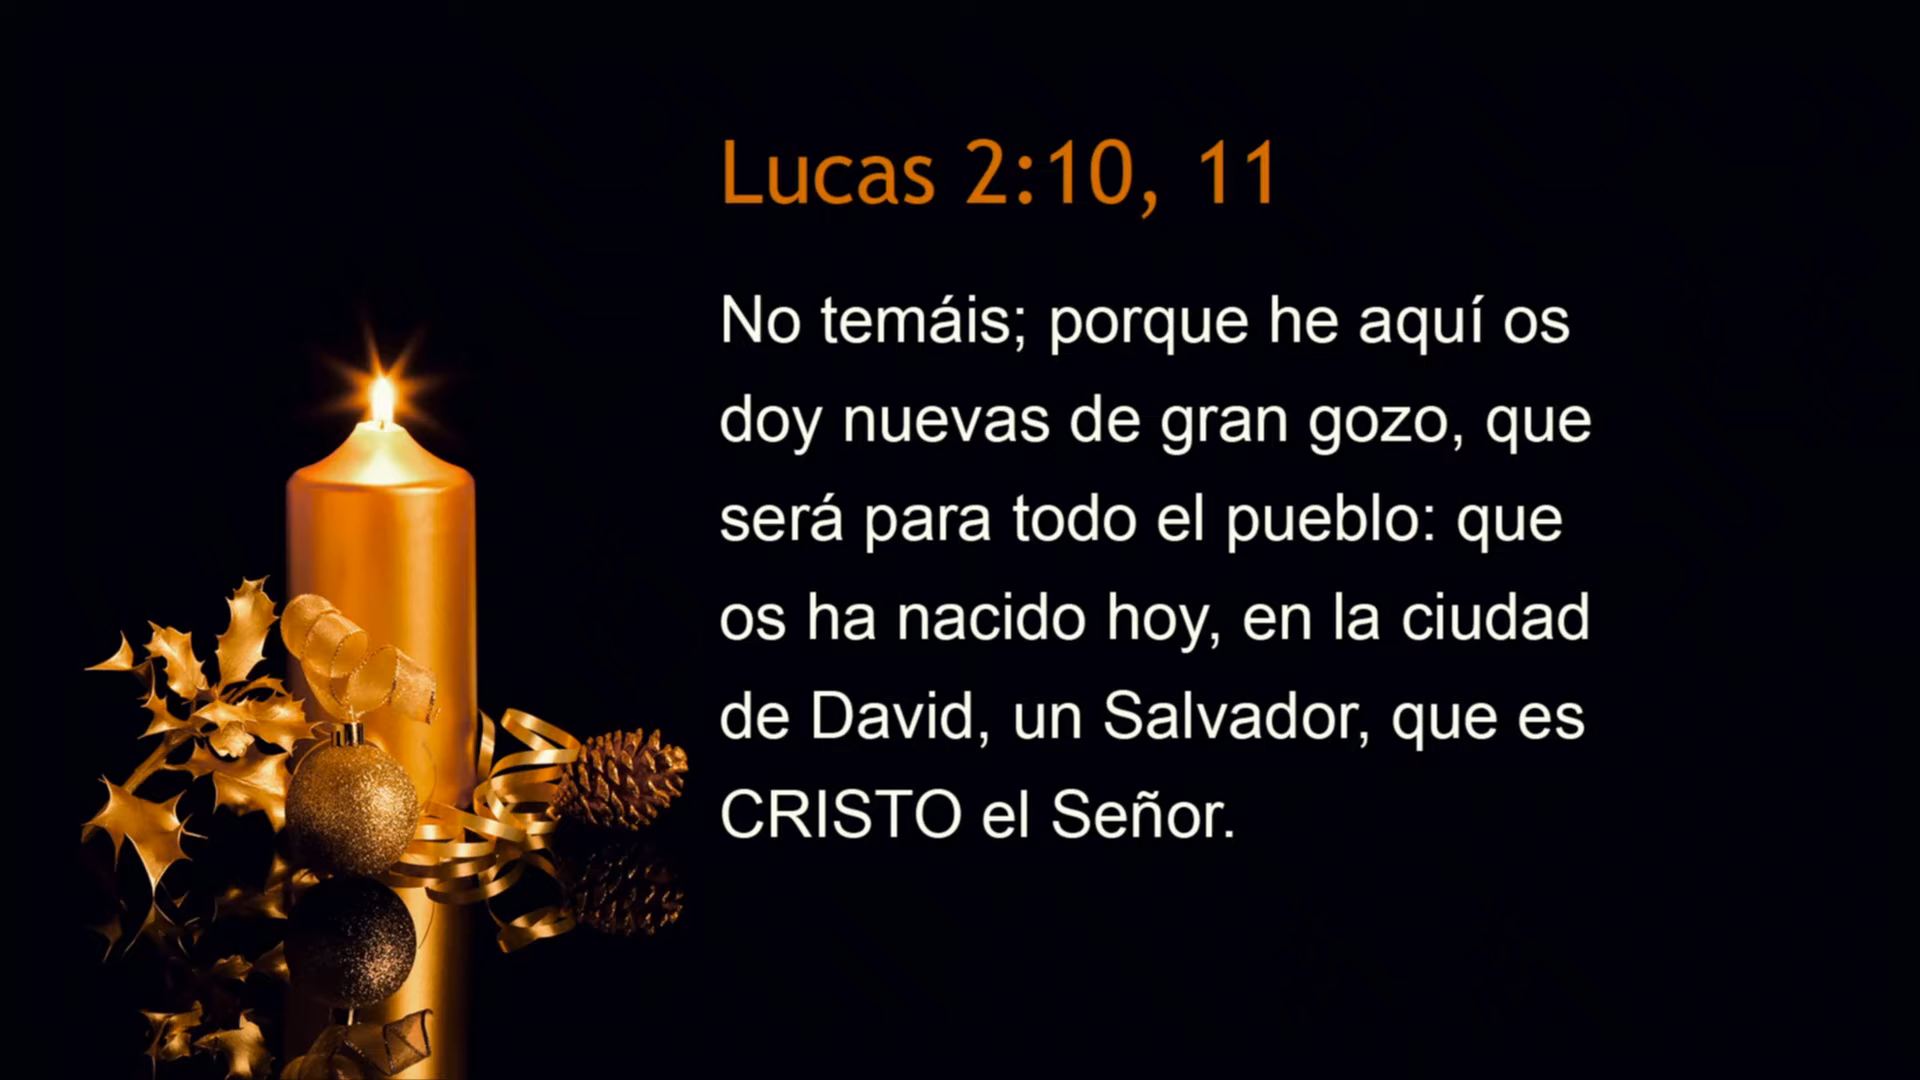 Lucas 2:10, 11
No temáis; porque he aquí os
doy nuevas de gran gozo, que
será para todo el pueblo: que
os ha nacido hoy, en la ciudad
de David, un Salvador, que es
CRISTO el Señor.